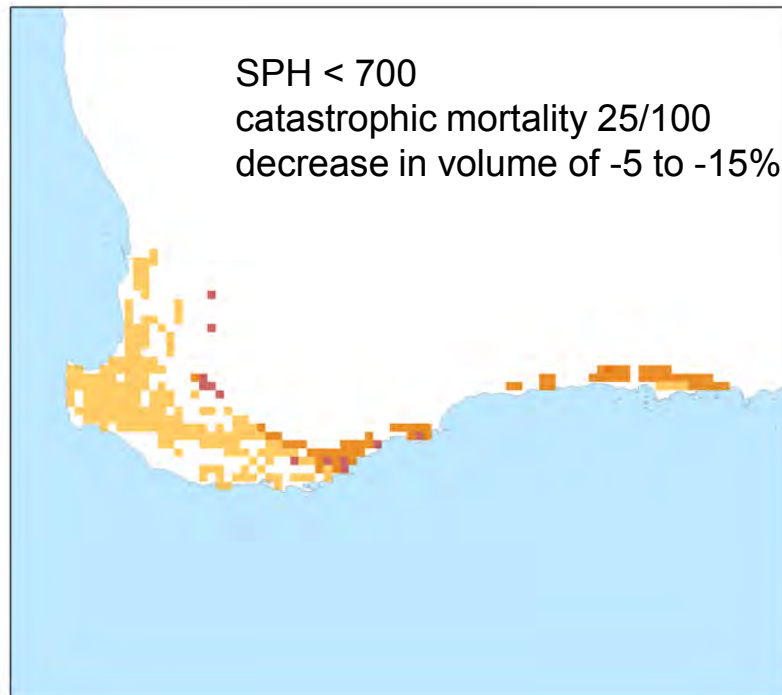 SPH < 700
catastrophic mortality 25/100
decrease in volume of -5 to -15%